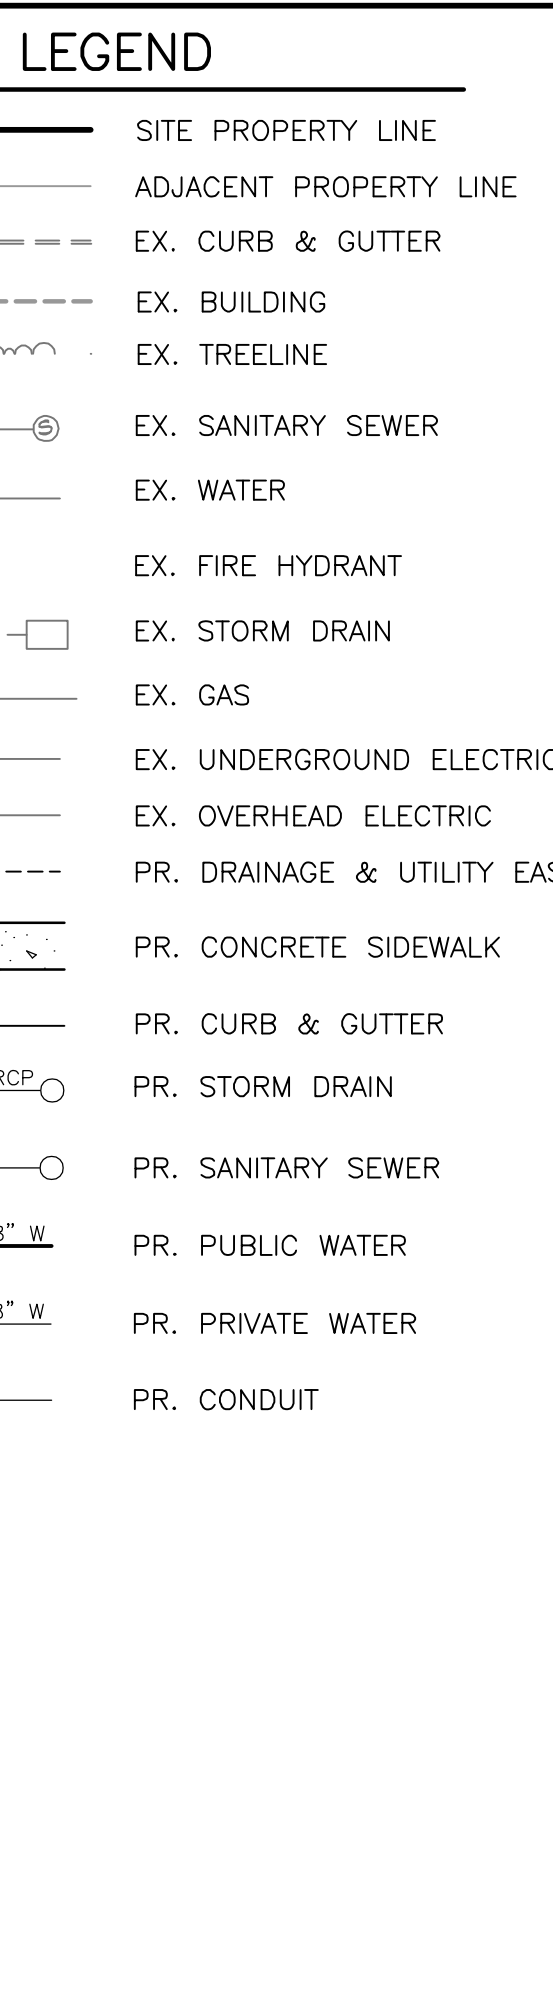 LEGEND
SITE PROPERTY LINE
ADJACENT PROPERTY LINE
EX. CURB & GUTTER
EX. BUILDING
EX. TREELINE
S EX. SANITARY SEWER
EX. WATER
EX. FIRE HYDRANT
EX. STORM DRAIN
EX. GAS
EX. UNDERGROUND ELECTRIC
EX. OVERHEAD ELECTRIC
PR. DRAINAGE & UTILITY
PR. CONCRETE SIDEWALK
PR. CURB & GUTTER
RCP PR. STORM DRAIN
PR. SANITARY SEWER
W PR. PUBLIC WATER
W PR. PRIVATE WATER
PR. CONDUIT